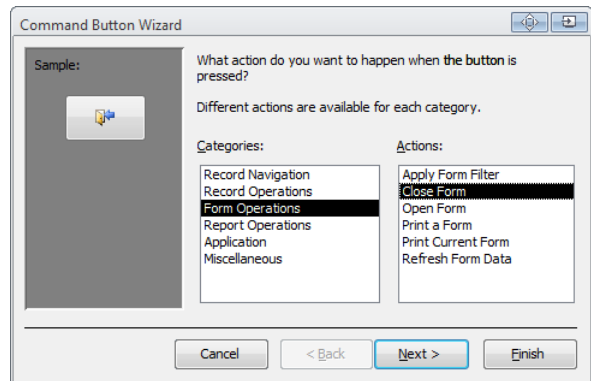 Command Button Wizard
Sample:
What action do you want to happen when the button is
pressed?
Different actions are available for each category.
Categories:
Record Navigation
Record Operations
Form Operations
Report Operations
Application
Miscellaneous
Actions:
Apply Form Filter
Close Form
Open Form
Print a Form
Print Current Form
Refresh Form Data
Cancel
< Back
Next >
Finish